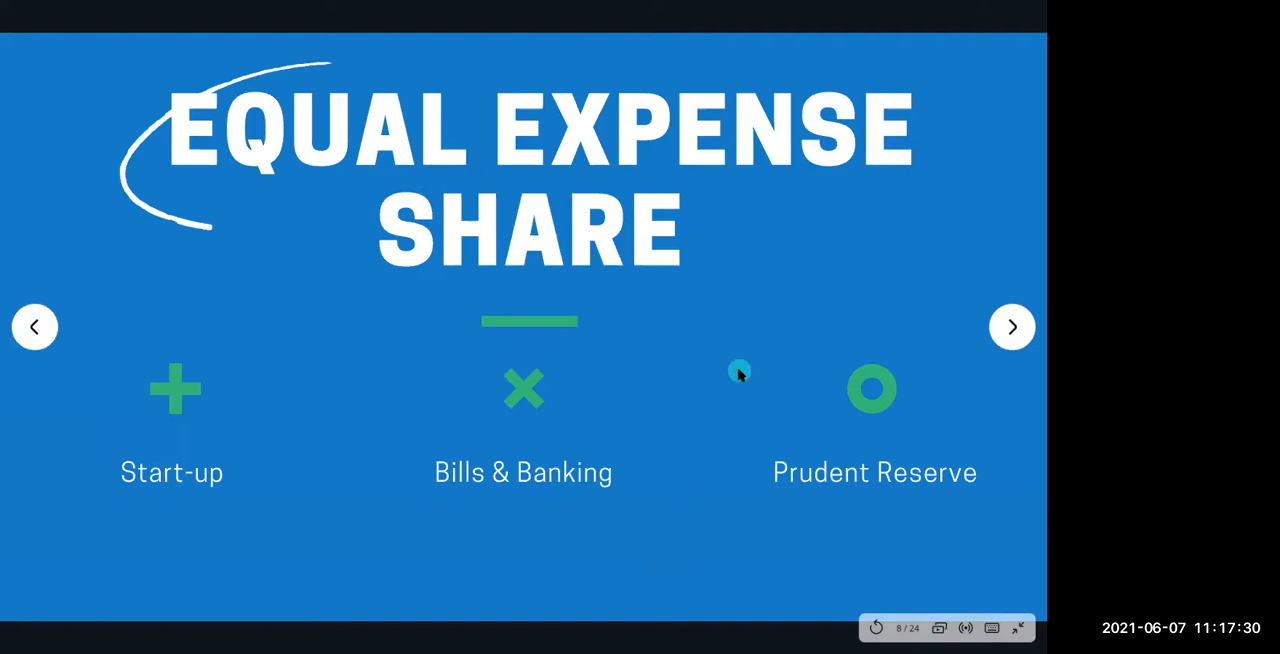 EQUAL EXPENSE
SHARE
Start-up
Bills & Banking
Prudent Reserve
8 / 24
2021-06-07 11:17:30